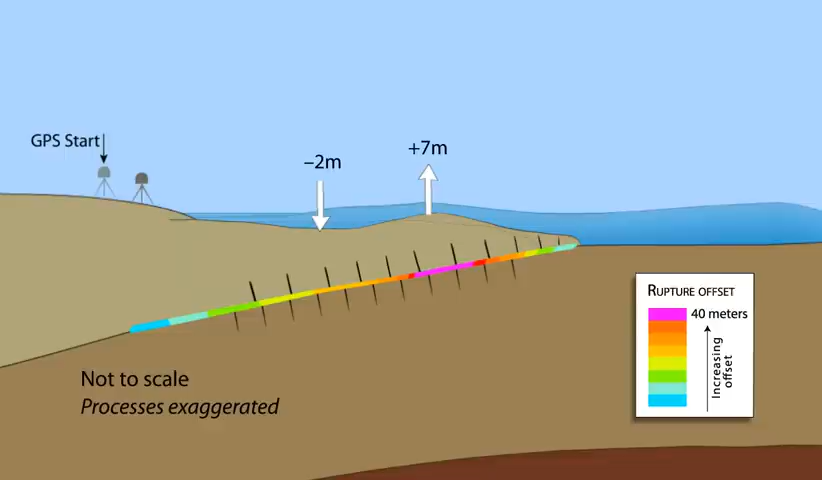 GPS Start
–2m
+7m
RUPTURE OFFSET
40 meters
Increasing
offset
Not to scale
Processes exaggerated